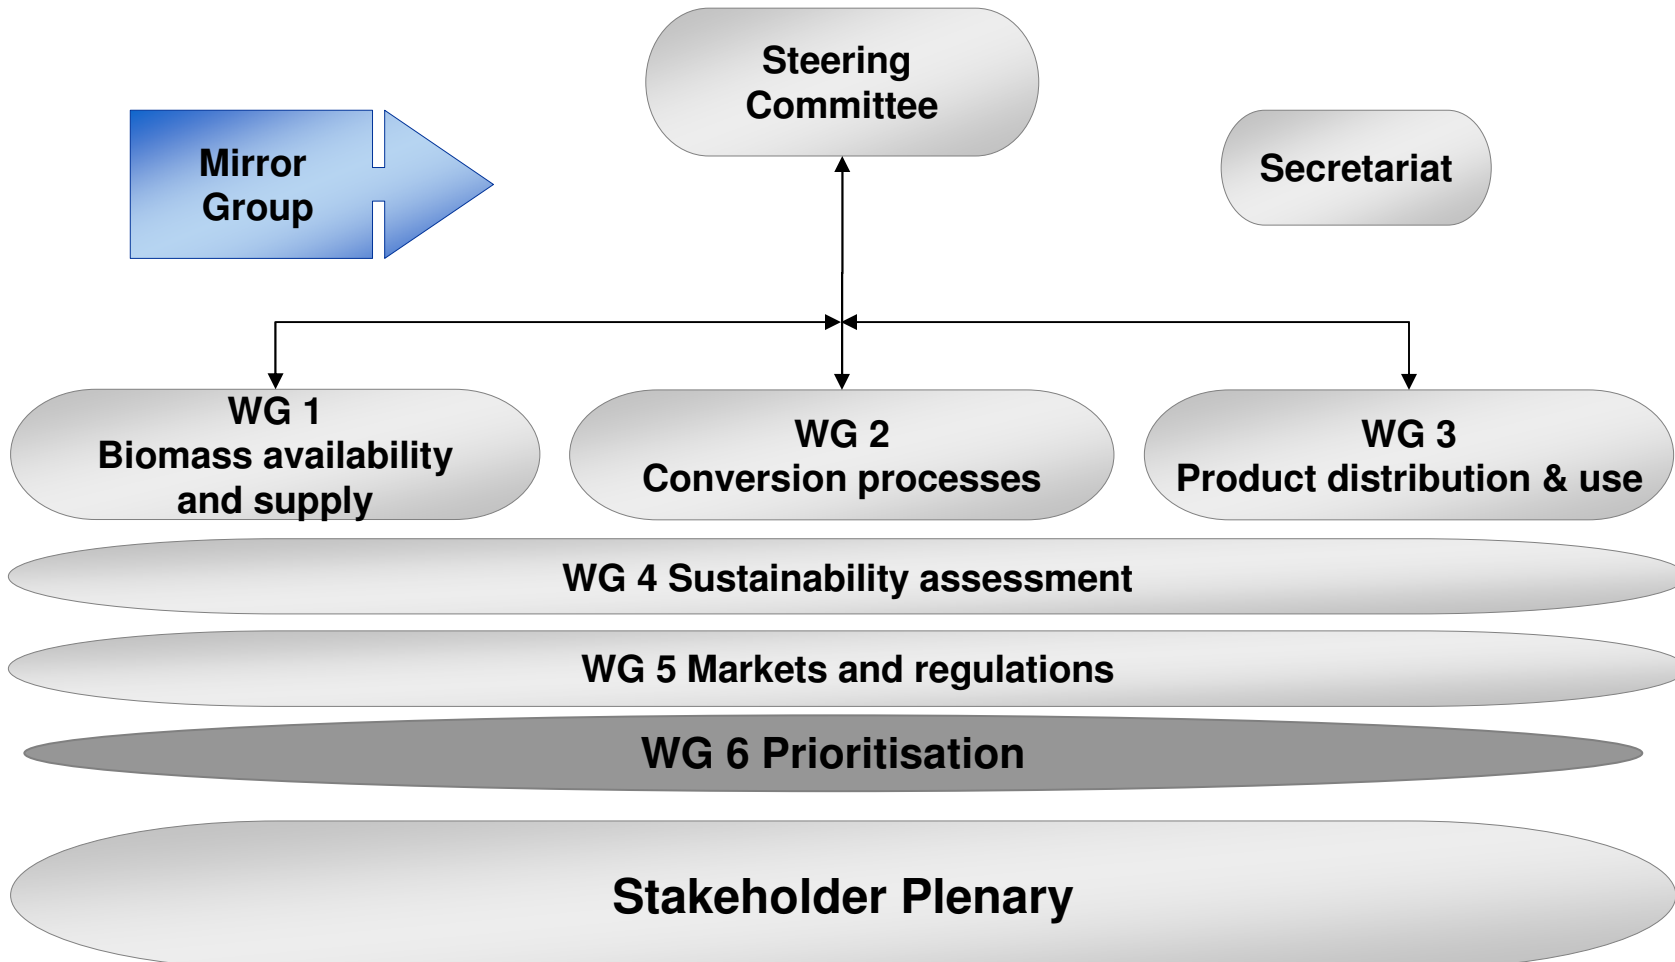 Steering
Committee
Mirror
Group
Secretariat
WG 1
Biomass availability
and supply
WG 2
Conversion processes
WG 3
Product distribution & use
WG 4 Sustainability assessment
WG 5 Markets and regulations
WG 6 Prioritisation
Stakeholder Plenary